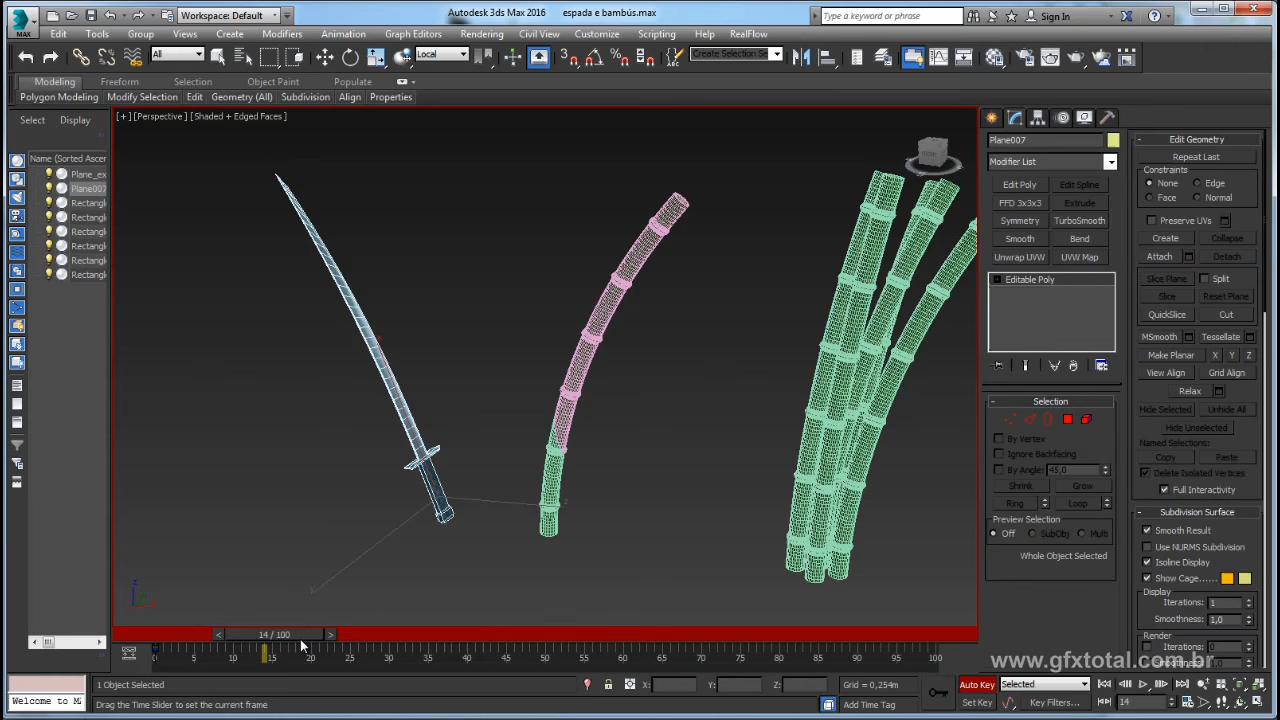 Autodesk 3ds Max 2016 espada e bambús.max
MAX
Workspace: Default
Type a keyword or phrase
Sign In
Edit Tools Group Views Create Modifiers Animation Graph Editors Rendering Civil View Customize Scripting Help RealFlow
All
Local
Create Selection Se
Modeling Freeform Selection Object Paint Populate
Polygon Modeling Modify Selection Edit Geometry (All) Subdivision Align Properties
Select Display
Name (Sorted Ascen
Plane_ex
Plane007
Rectangl
Rectangl
Rectangl
Rectangl
Rectangl
Rectangl
[+] [Perspective] [Shaded + Edged Faces]
Plane007
Modifier List
Edit Poly Edit Spline
FFD 3x3x3 Extrude
Symmetry TurboSmooth
Smooth Bend
Unwrap UVW UVW Map
Editable Poly
Selection
By Vertex
Ignore Backfacing
By Angle: 45,0
Shrink Grow
Ring Loop
Preview Selection
Off SubObj Multi
Whole Object Selected
Edit Geometry
Repeat Last
Constraints
None Edge
Face Normal
Preserve UVs
Create Collapse
Attach Detach
Slice Plane Split
Slice Reset Plane
QuickSlice Cut
MSmooth Tessellate
Make Planar X Y Z
View Align Grid Align
Relax
Hide Selected Unhide All
Hide Unselected
Named Selections:
Copy Paste
Delete Isolated Vertices
Full Interactivity
Subdivision Surface
Smooth Result
Use NURMS Subdivision
Isoline Display
Show Cage......
Display
Iterations: 1
Smoothness: 1,0
Render
Iterations: 0
< 14 / 100 >
0 5 10 15 20 25 30 35 40 45 50 55 60 65 70 75 80 85 90 95 100
www.gfxtotal.com.br
Welcome to MA
1 Object Selected
X: Y: Z: Grid = 0,254m
Drag the Time Slider to set the current frame
Add Time Tag
Auto Key Selected
Set Key Key Filters...
14